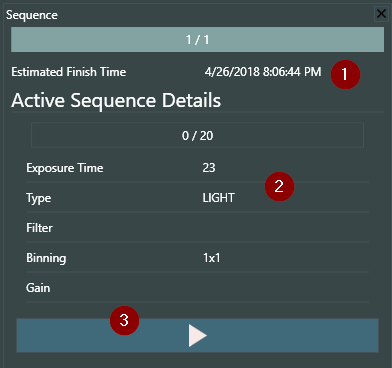 Sequence
1 / 1
Estimated Finish Time 4/26/2018 8:06:44 PM 1
Active Sequence Details
0 / 20
Exposure Time 23
Type LIGHT 2
Filter
Binning 1x1
Gain
3